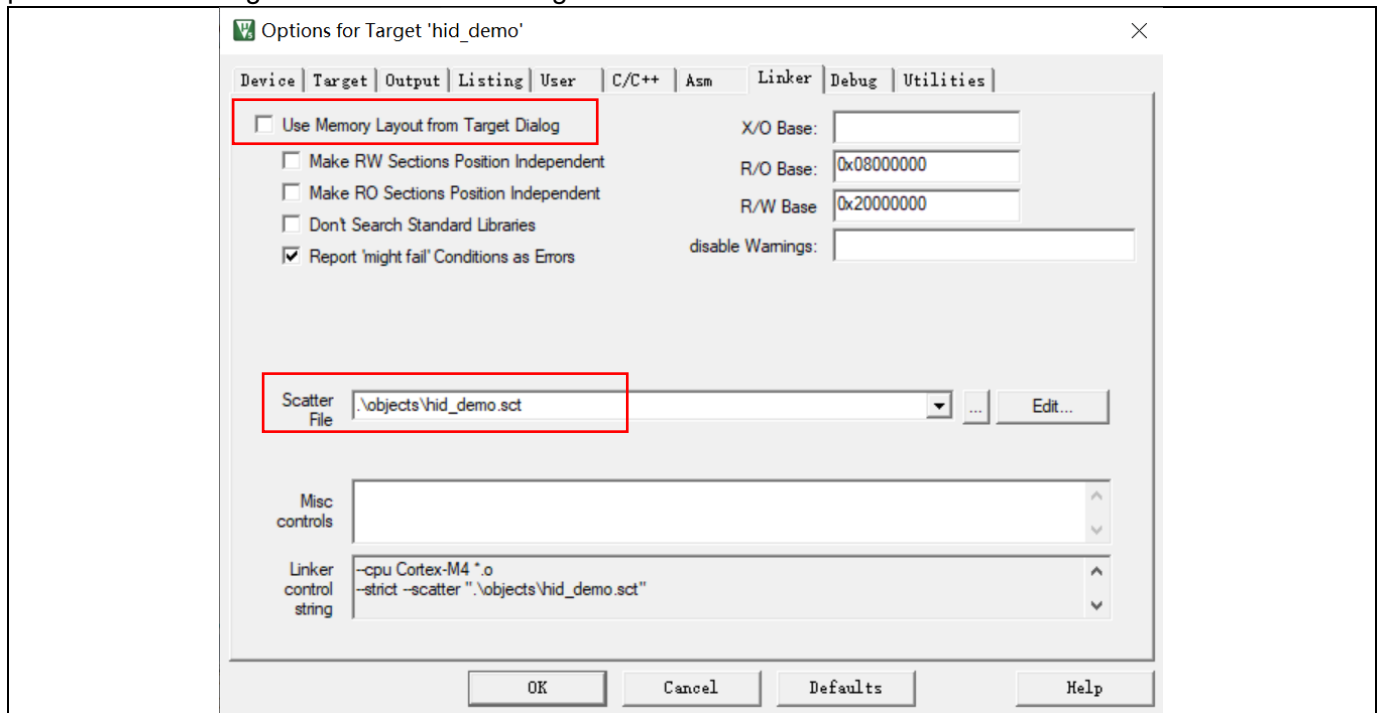 Options for Target 'hid_demo'
Device Target Output Listing User C/C++ Asm Linker Debug Utilities
Use Memory Layout from Target Dialog
Make RW Sections Position Independent
Make RO Sections Position Independent
Don't Search Standard Libraries
Report 'might fail' Conditions as Errors
X/O Base:
R/O Base: 0x08000000
R/W Base 0x20000000
disable Warnings:
Scatter
File
.\objects\hid_demo.sct
... Edit...
Misc
controls
Linker
control
string
--cpu Cortex-M4 *.o
--strict --scatter ".\objects\hid_demo.sct"
OK Cancel Defaults Help